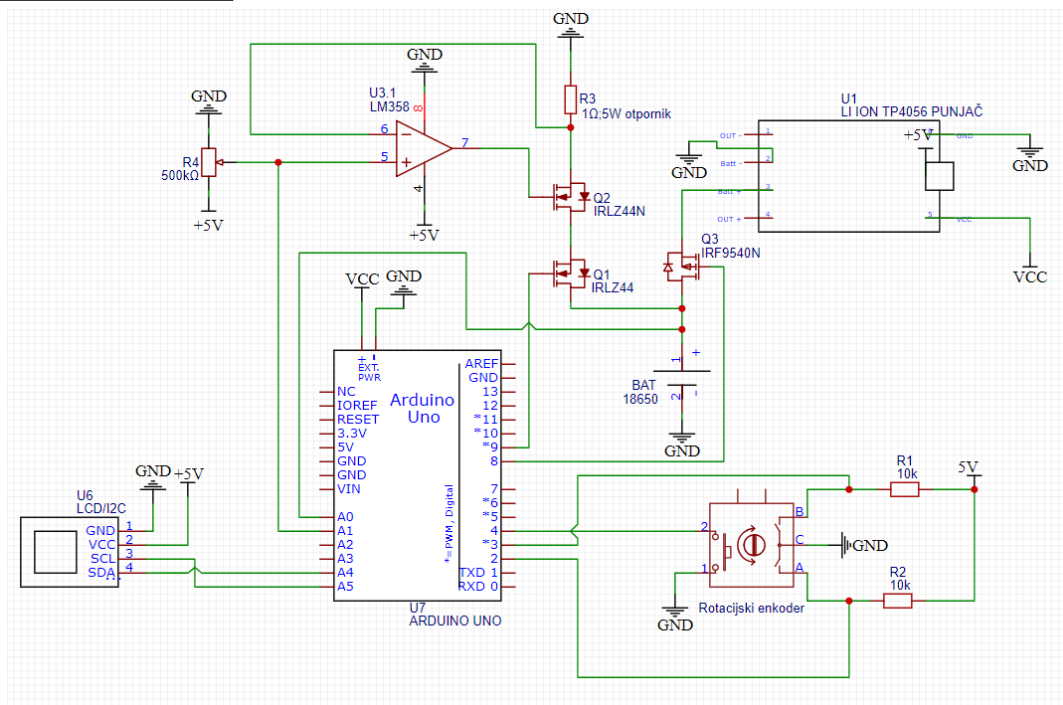 GND
GND
U3.1
LM358
8
6
5
7
4
+5V
GND
R4
500kΩ
+5V
R3
1Ω;5W otpornik
Q2
IRLZ44N
Q1
IRLZ44
U1
LI ION TP4056 PUNJAČ
OUT -
1
Batt -
2
Batt +
3
OUT +
4
+5V
GND
5
VCC
GND
GND
VCC
Q3
IRF9540N
VCC
GND
+
-
EXT.
PWR
Arduino
Uno
NC
IOREF
RESET
3.3V
5V
GND
GND
VIN
A0
A1
A2
A3
A4
A5
AREF
GND
13
12
*11
*10
*9
8
7
*6
*5
4
*3
2
TXD 1
RXD 0
*=PWM, Digital
U7
ARDUINO UNO
1
+
BAT
18650
2
-
GND
GND
+5V
U6
LCD/I2C
GND
1
VCC
2
SCL
3
SDA
4
R1
10k
5V
2
1
B
C
A
GND
GND
Rotacijski enkoder
R2
10k